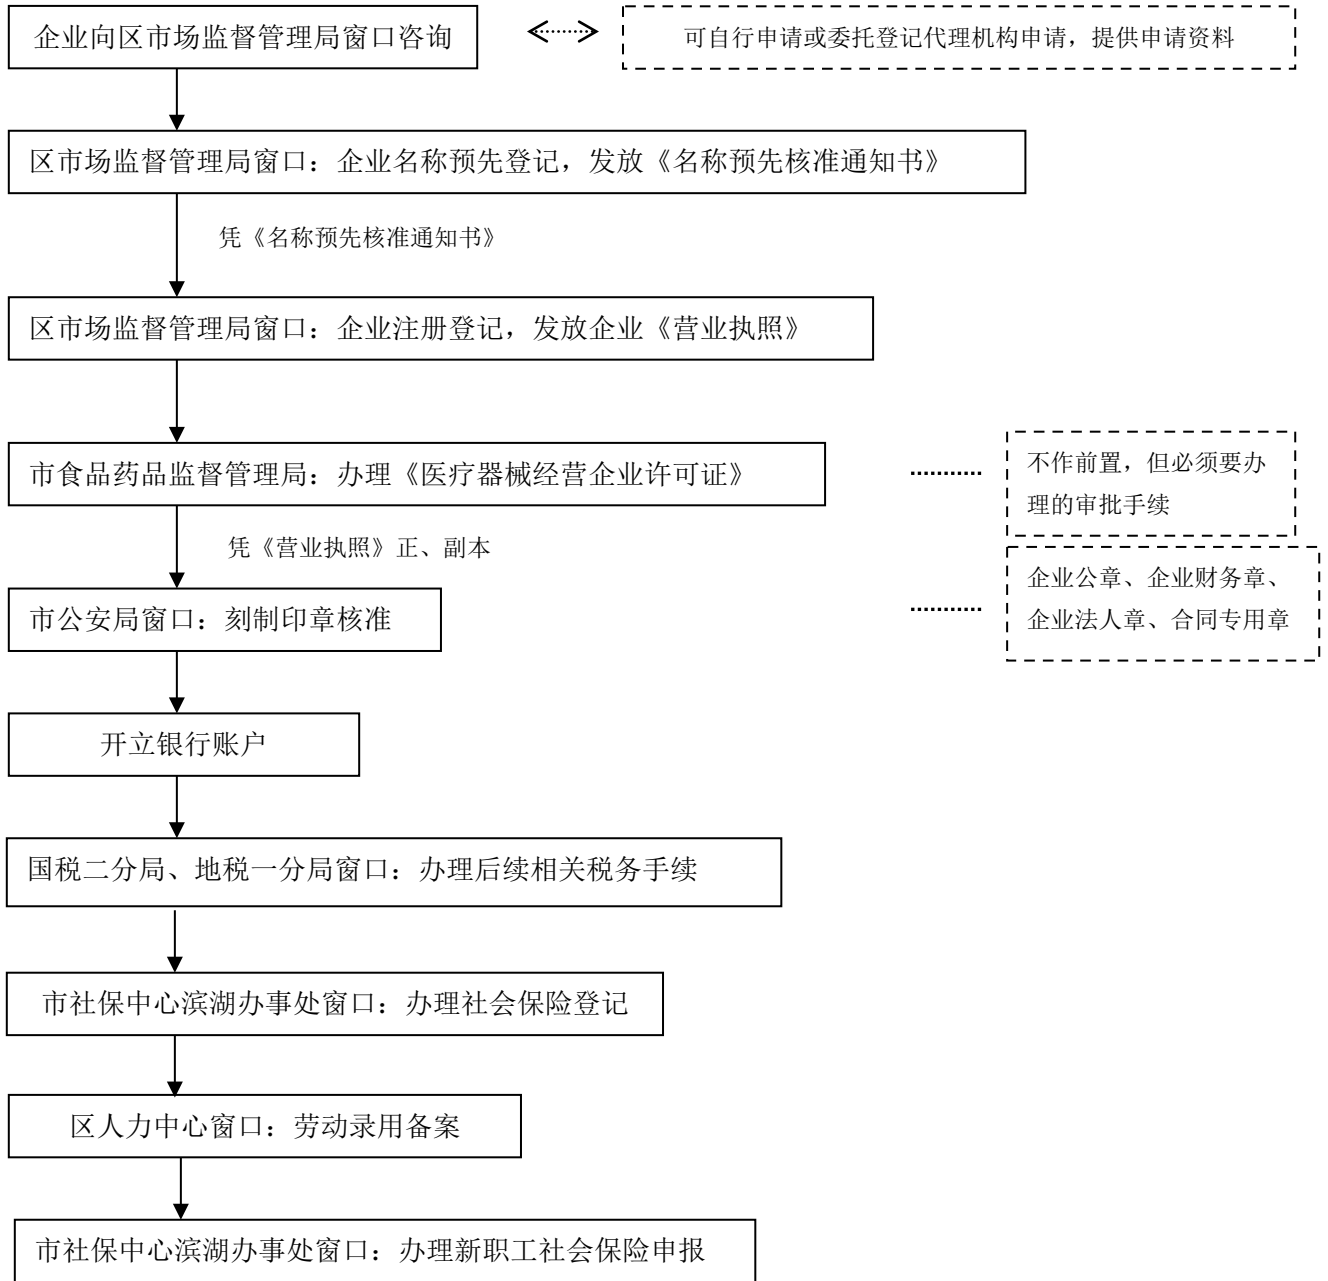 企业向区市场监督管理局窗口咨询
可自行申请或委托登记代理机构申请，提供申请资料
区市场监督管理局窗口：企业名称预先登记，发放《名称预先核准通知书》
凭《名称预先核准通知书》
区市场监督管理局窗口：企业注册登记，发放企业《营业执照》
市食品药品监督管理局：办理《医疗器械经营企业许可证》
不作前置，但必须要办
理的审批手续
凭《营业执照》正、副本
企业公章、企业财务章、
企业法人章、合同专用章
市公安局窗口：刻制印章核准
开立银行账户
国税二分局、地税一分局窗口：办理后续相关税务手续
市社保中心滨湖办事处窗口：办理社会保险登记
区人力中心窗口：劳动录用备案
市社保中心滨湖办事处窗口：办理新职工社会保险申报